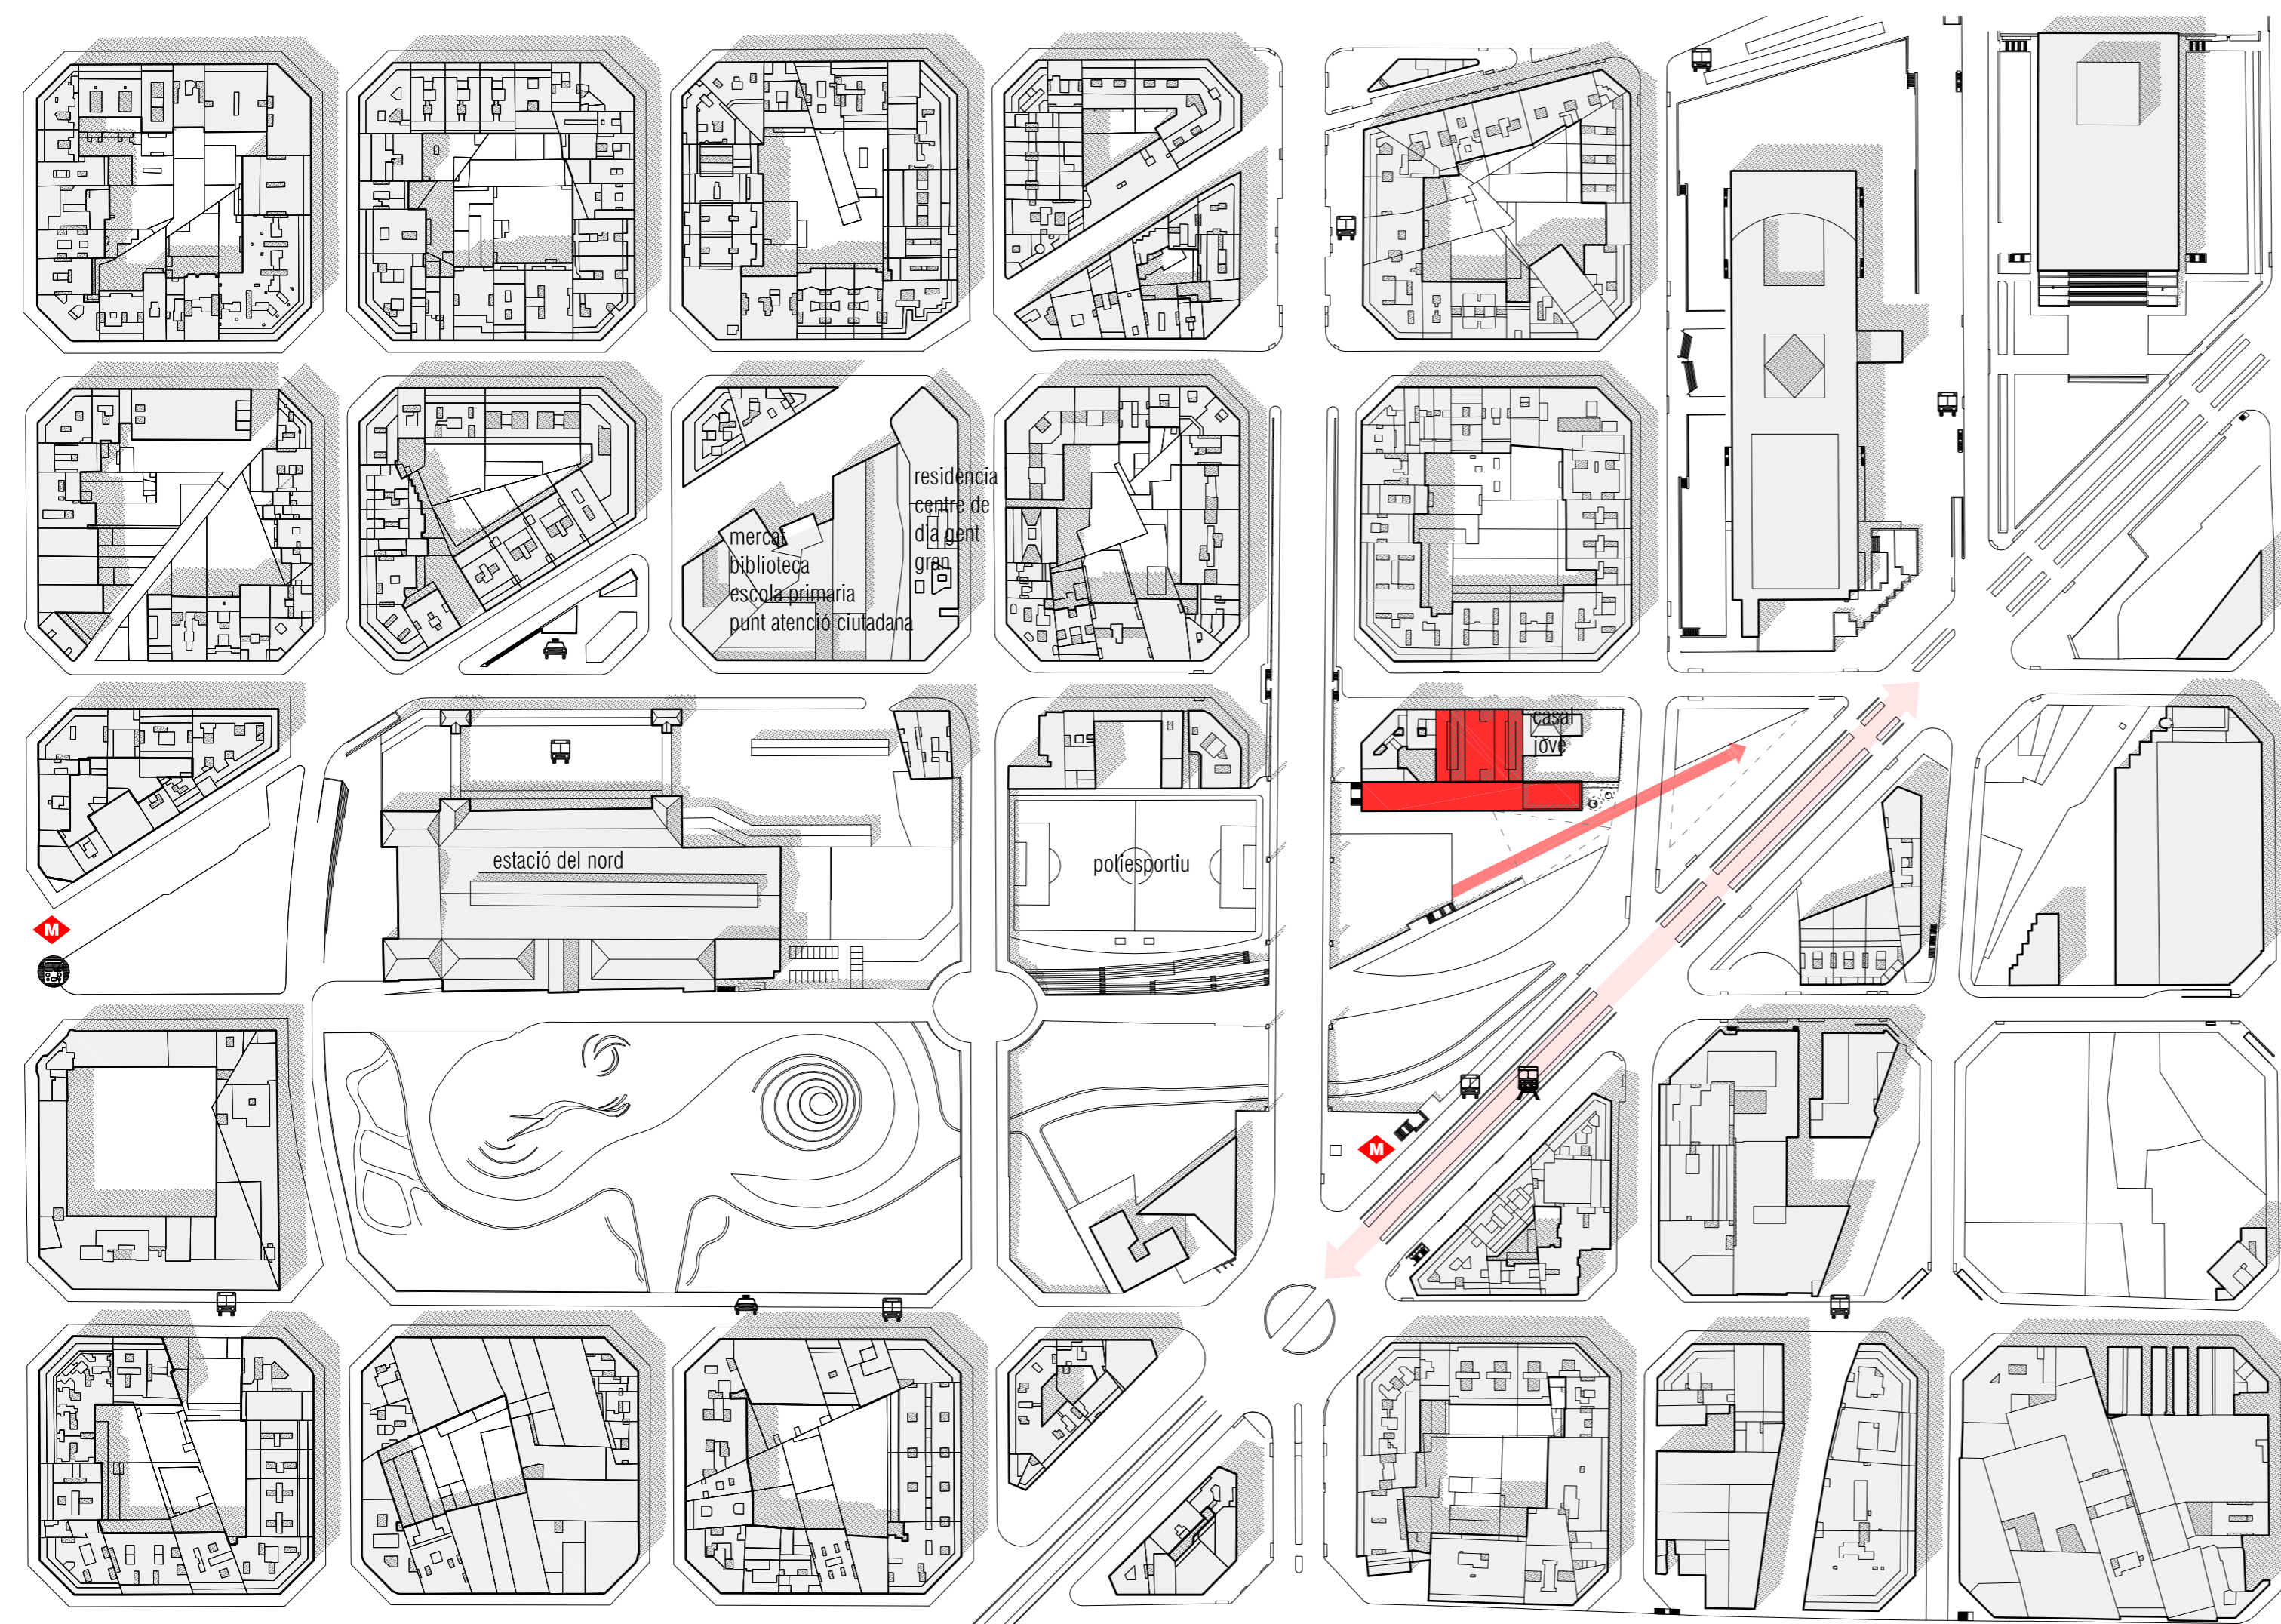 residència
centre de
dia gent
gran
mercat
biblioteca
escola primaria
punt atenció ciutadana
casal
jove
estació del nord
poliesportiu
M
M